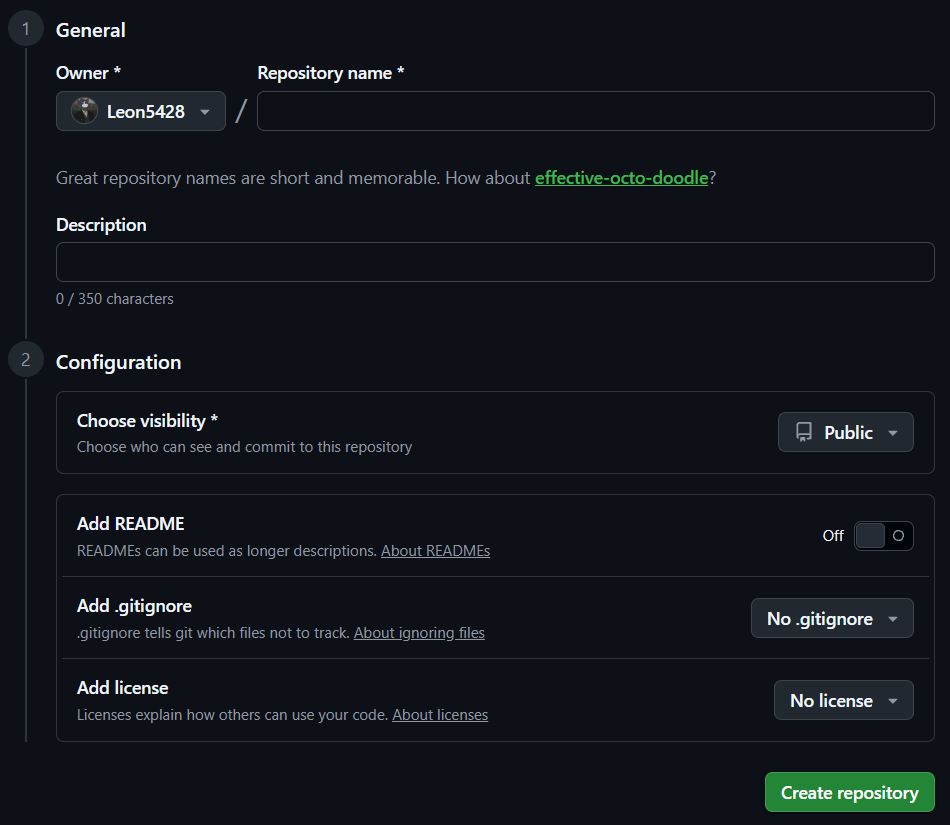 1 General
Owner * Repository name *
Leon5428 /
Great repository names are short and memorable. How about effective-octo-doodle?
Description
0 / 350 characters
2 Configuration
Choose visibility *
Choose who can see and commit to this repository
Public
Add README
READMEs can be used as longer descriptions. About READMEs
Off
Add .gitignore
.gitignore tells git which files not to track. About ignoring files
No .gitignore
Add license
Licenses explain how others can use your code. About licenses
No license
Create repository